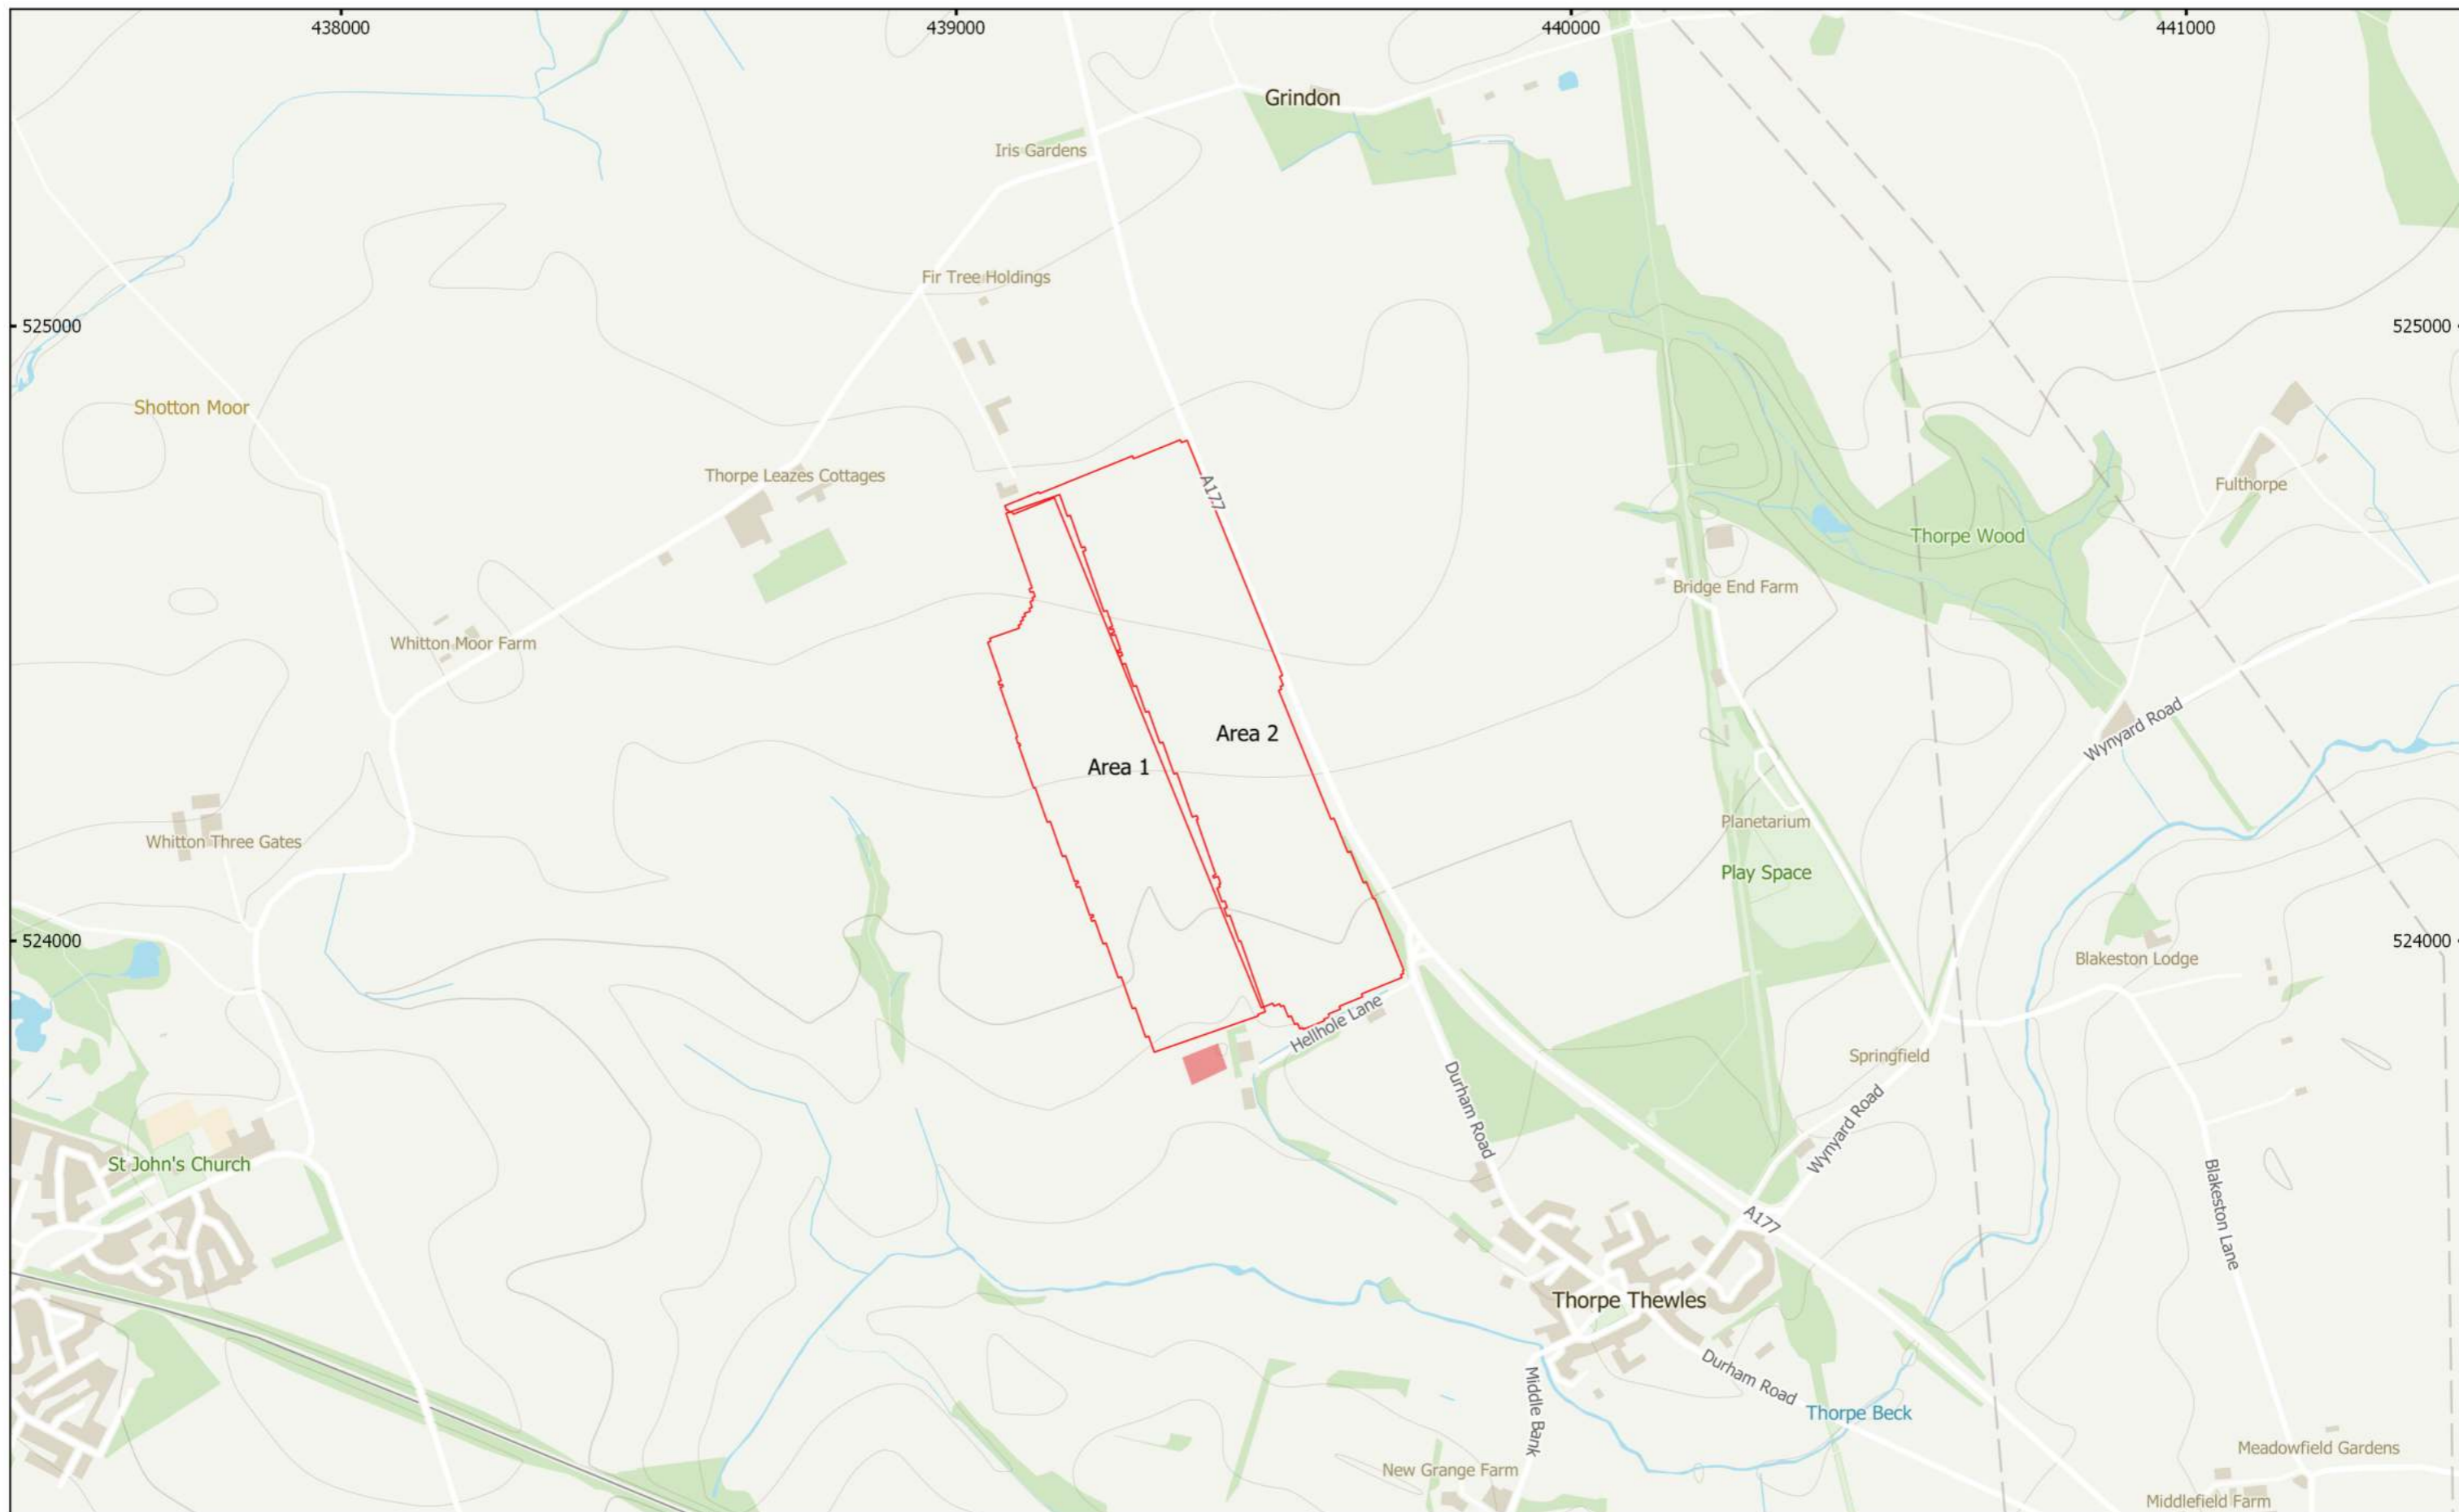 438000
439000
440000
441000
Grindon
Iris Gardens
Fir Tree Holdings
525000
525000
Shotton Moor
Thorpe Leazes Cottages
A177
Fulthorpe
Thorpe Wood
Bridge End Farm
Whitton Moor Farm
Wynyard Road
Area 2
Area 1
Planetarium
Whitton Three Gates
Play Space
524000
524000
Blakeston Lodge
Hellhole Lane
Springfield
Durham Road
Wynyard Road
St John's Church
Blakeston Lane
A177
Thorpe Thewles
Durham Road
Middle Bank
Thorpe Beck
Meadowfield Gardens
New Grange Farm
Middlefield Farm